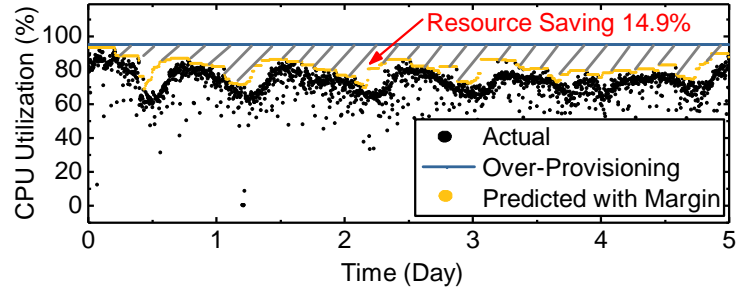 Resource Saving 14.9%
CPU Utilization (%)
100
80
60
40
20
0
Actual
Over-Provisioning
Predicted with Margin
0 1 2 3 4 5
Time (Day)